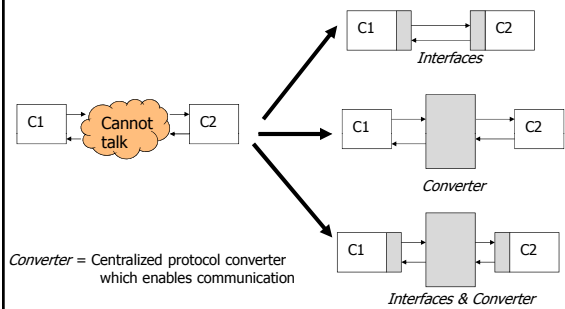 C1 C2
Interfaces
C1 Cannot C2
talk
C1 C2
Converter
C1 C2
Converter = Centralized protocol converter
which enables communication
Interfaces & Converter